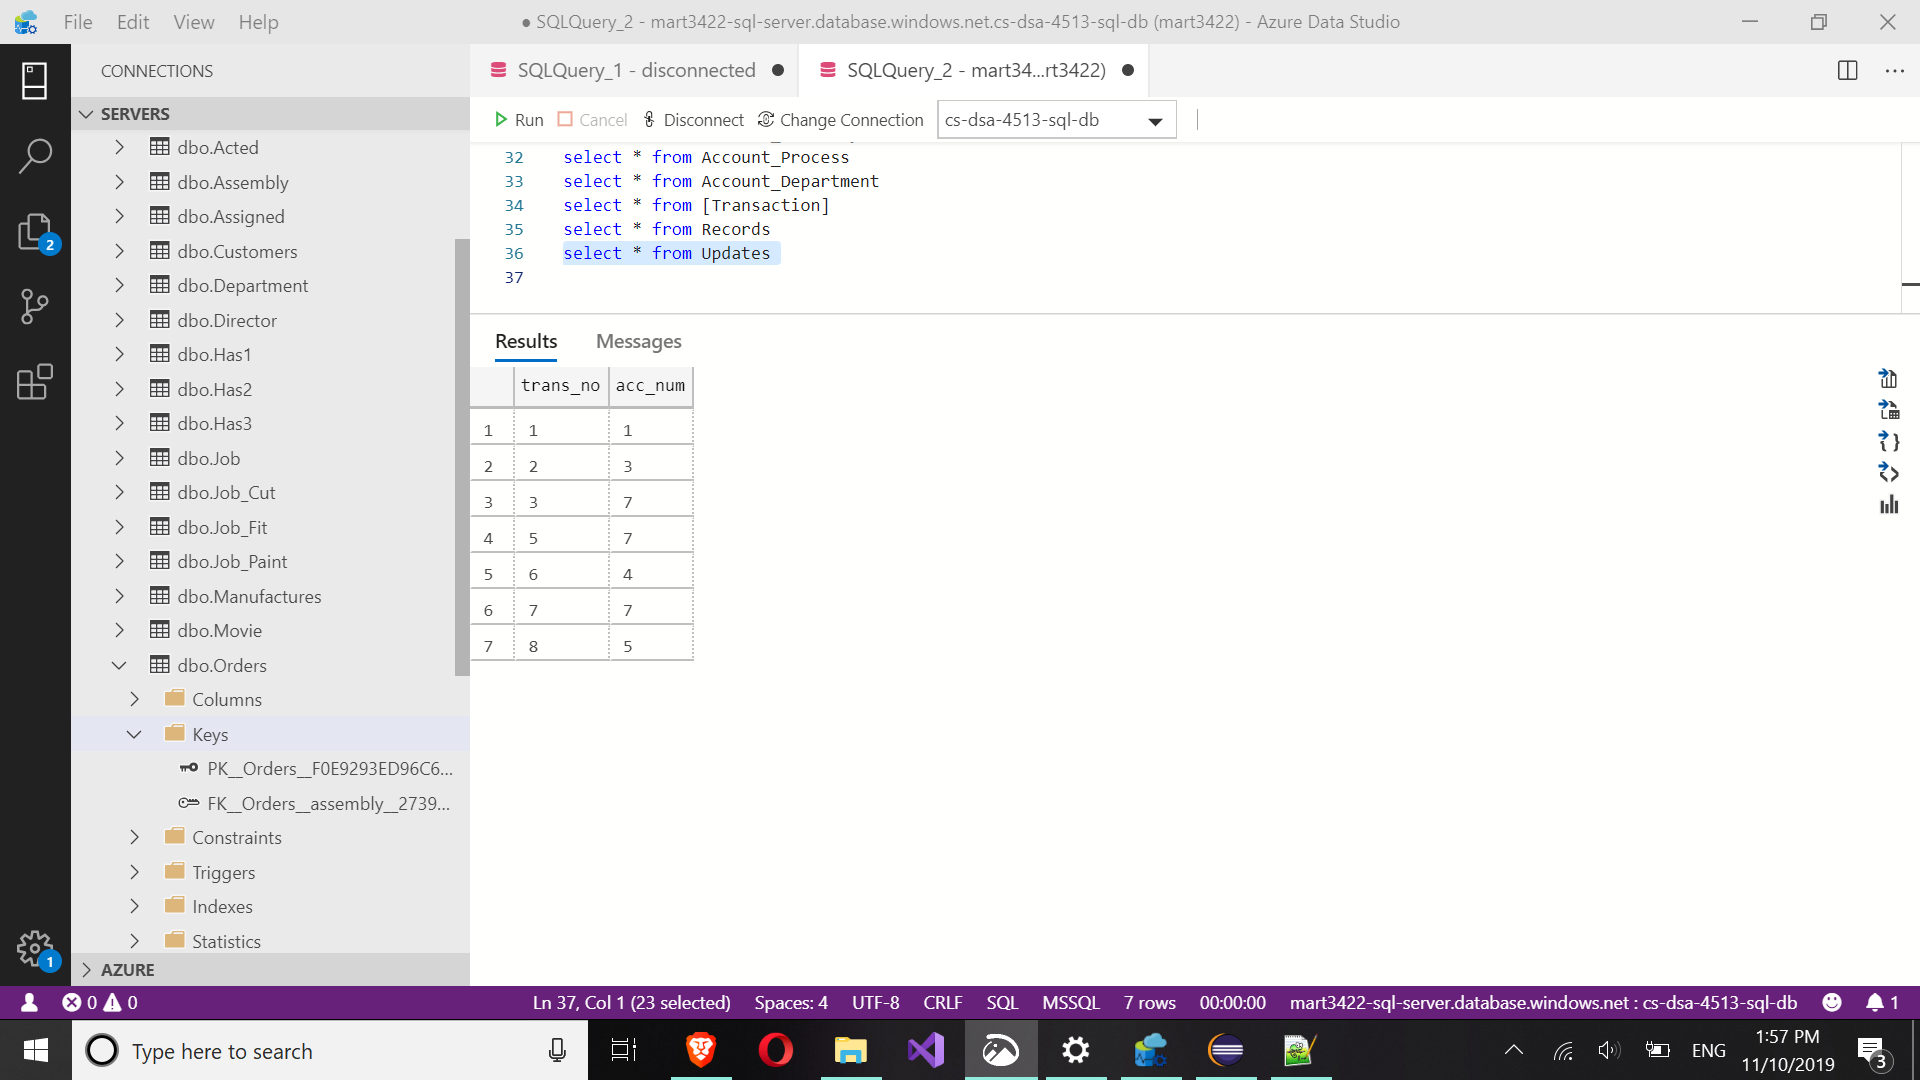 File Edit View Help
● SQLQuery_2 - mart3422-sql-server.database.windows.net.cs-dsa-4513-sql-db (mart3422) - Azure Data Studio
CONNECTIONS
SERVERS
dbo.Acted
dbo.Assembly
dbo.Assigned
dbo.Customers
dbo.Department
dbo.Director
dbo.Has1
dbo.Has2
dbo.Has3
dbo.Job
dbo.Job_Cut
dbo.Job_Fit
dbo.Job_Paint
dbo.Manufactures
dbo.Movie
dbo.Orders
Columns
Keys
PK__Orders__F0E9293ED96C6...
FK__Orders__assembly__2739...
Constraints
Triggers
Indexes
Statistics
AZURE
2
1
SQLQuery_1 - disconnected
SQLQuery_2 - mart34...rt3422)
Run Cancel Disconnect Change Connection cs-dsa-4513-sql-db
32 select * from Account_Process
33 select * from Account_Department
34 select * from [Transaction]
35 select * from Records
36 select * from Updates
37
Results Messages
trans_no acc_num
1 1 1
2 2 3
3 3 7
4 5 7
5 6 4
6 7 7
7 8 5
0 0 Ln 37, Col 1 (23 selected) Spaces: 4 UTF-8 CRLF SQL MSSQL 7 rows 00:00:00 mart3422-sql-server.database.windows.net : cs-dsa-4513-sql-db 1
Type here to search
ENG
1:57 PM
11/10/2019
3